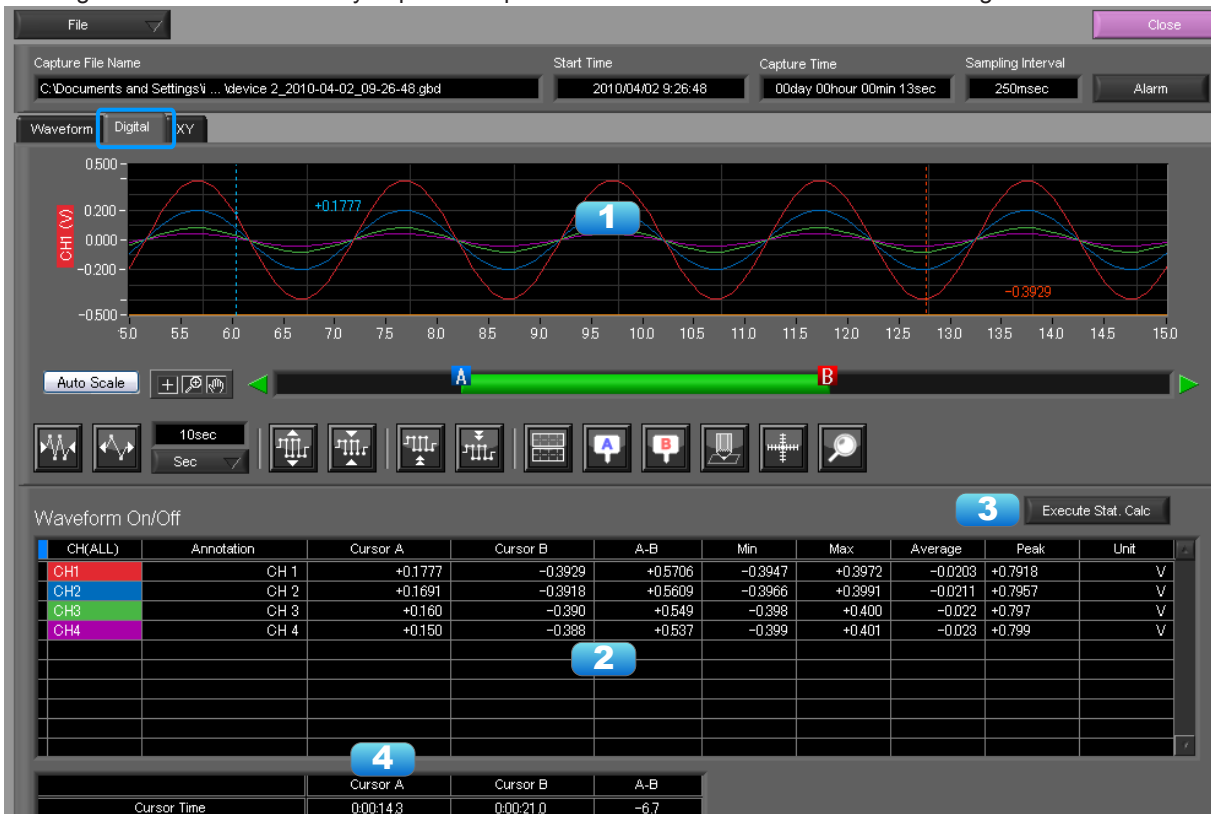 File
Close
Capture File Name
Start Time
Capture Time
Sampling Interval
C:\Documents and Settings\i ... \device 2_2010-04-02_09-26-48.gbd
2010/04/02 9:26:48
00day 00hour 00min 13sec
250msec
Alarm
Waveform Digital XY
0.500
0.200
0.000
-0.200
-0.500
CH1 (V)
+0.1777
1
-0.3929
5.0 5.5 6.0 6.5 7.0 7.5 8.0 8.5 9.0 9.5 10.0 10.5 11.0 11.5 12.0 12.5 13.0 13.5 14.0 14.5 15.0
Auto Scale
A
B
10sec
Sec
A
B
Waveform On/Off
3
Execute Stat. Calc
CH(ALL) Annotation Cursor A Cursor B A-B Min Max Average Peak Unit
CH1 CH 1 +0.1777 -0.3929 +0.5706 -0.3947 +0.3972 -0.0203 +0.7918 V
CH2 CH 2 +0.1691 -0.3918 +0.5609 -0.3966 +0.3991 -0.0211 +0.7957 V
CH3 CH 3 +0.160 -0.390 +0.549 -0.398 +0.400 -0.022 +0.797 V
CH4 CH 4 +0.150 -0.388 +0.537 -0.399 +0.401 -0.023 +0.799 V
2
4
Cursor A Cursor B A-B
Cursor Time 0:00:14.3 0:00:21.0 -6.7